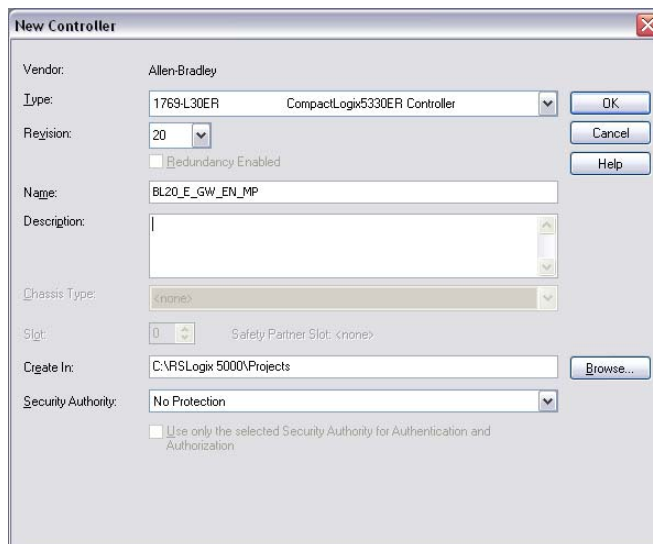 New Controller
Vendor: Allen-Bradley
Type: 1769-L30ER CompactLogix5330ER Controller OK
Revision: 20 Cancel
Redundancy Enabled Help
Name: BL20_E_GW_EN_MP
Description:
Chassis Type: <none>
Slot: 0 Safety Partner Slot: <none>
Create In: C:\RSLogix 5000\Projects Browse...
Security Authority: No Protection
Use only the selected Security Authority for Authentication and
Authorization